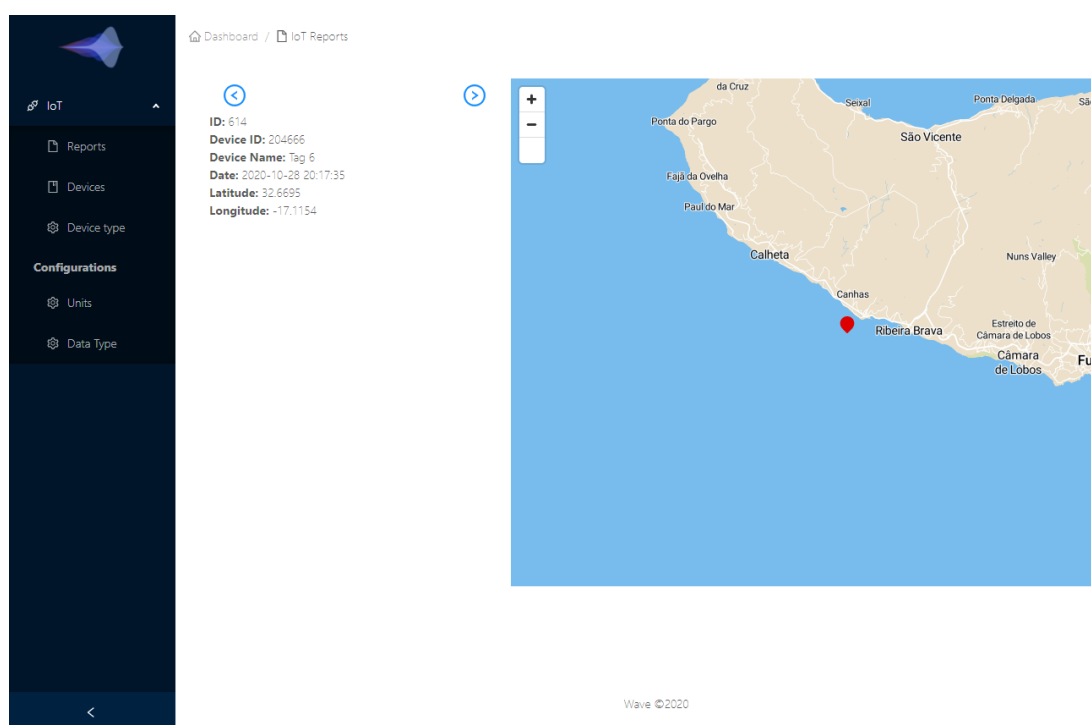 Dashboard / IoT Reports
IoT
Reports
Devices
Device type
Configurations
Units
Data Type
ID: 614
Device ID: 204666
Device Name: Tag 6
Date: 2020-10-28 20:17:35
Latitude: 32.6695
Longitude: -17.1154
+
−
da Cruz
Seixal
Ponta Delgada
Sã
Ponta do Pargo
São Vicente
Fajã da Ovelha
Paul do Mar
Calheta
Nuns Valley
Canhas
Ribeira Brava
Estreito de
Câmara de Lobos
Câmara
de Lobos
Fu
Wave ©2020